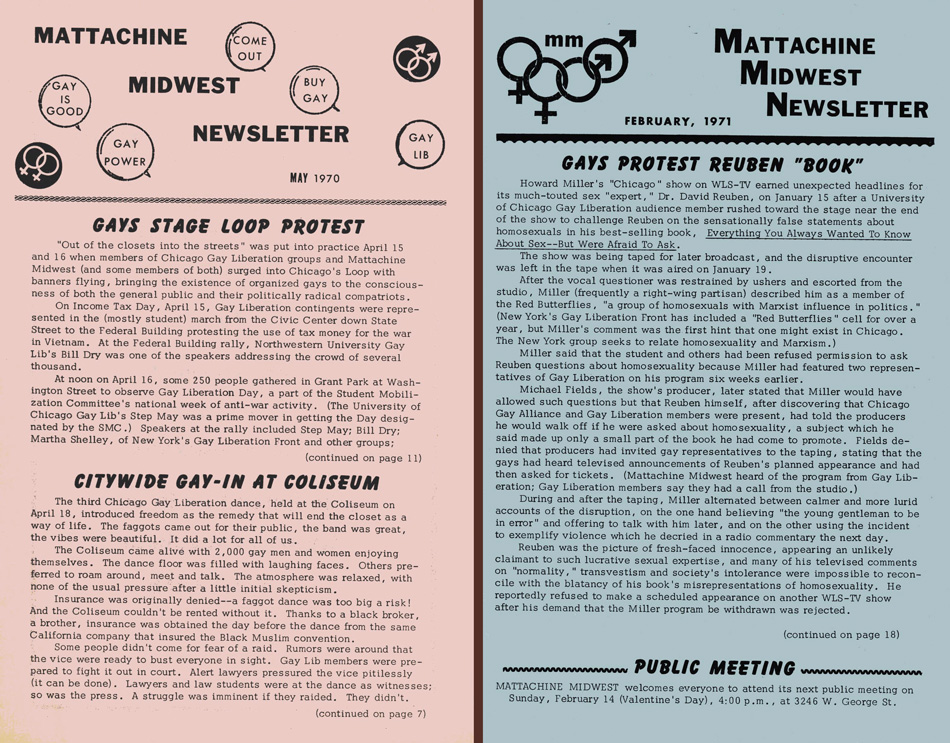 MATTACHINE
MIDWEST
NEWSLETTER
COME
OUT
GAY
IS
GOOD
BUY
GAY
GAY
POWER
GAY
LIB
MAY 1970
GAYS STAGE LOOP PROTEST
"Out of the closets into the streets" was put into practice April 15
and 16 when members of Chicago Gay Liberation groups and Mattachine
Midwest (and some members of both) surged into Chicago's Loop with
banners flying, bringing the existence of organized gays to the conscious-
ness of both the general public and their politically radical compatriots.
On Income Tax Day, April 15, Gay Liberation contingents were repre-
sented in the (mostly student) march from the Civic Center down State
Street to the Federal Building protesting the use of tax money for the war
in Vietnam. At the Federal Building rally, Northwestern University Gay
Lib's Bill Dry was one of the speakers addressing the crowd of several
thousand.
At noon on April 16, some 250 people gathered in Grant Park at Wash-
ington Street to observe Gay Liberation Day, a part of the Student Mobili-
zation Committee's national week of anti-war activity. (The University of
Chicago Gay Lib's Step May was a prime mover in getting the Day desig-
nated by the SMC.) Speakers at the rally included Step May; Bill Dry;
Martha Shelley, of New York's Gay Liberation Front and other groups;
(continued on page 11)
CITYWIDE GAY-IN AT COLISEUM
The third Chicago Gay Liberation dance, held at the Coliseum on
April 18, introduced freedom as the remedy that will end the closet as a
way of life. The faggots came out for their public, the band was great,
the vibes were beautiful. It did a lot for all of us.
The Coliseum came alive with 2,000 gay men and women enjoying
themselves. The dance floor was filled with laughing faces. Others pre-
ferred to roam around, meet and talk. The atmosphere was relaxed, with
none of the usual pressure after a little initial skepticism.
Insurance was originally denied--a faggot dance was too big a risk!
And the Coliseum couldn't be rented without it. Thanks to a black broker,
a brother, insurance was obtained the day before the dance from the same
California company that insured the Black Muslim convention.
Some people didn't come for fear of a raid. Rumors were around that
the vice were ready to bust everyone in sight. Gay Lib members were pre-
pared to fight it out in court. Alert lawyers pressured the vice pitilessly
(it can be done). Lawyers and law students were at the dance as witnesses;
so was the press. A struggle was imminent if they raided. They didn't.
(continued on page 7)
mm
MATTACHINE
MIDWEST
NEWSLETTER
FEBRUARY, 1971
GAYS PROTEST REUBEN "BOOK"
Howard Miller's "Chicago" show on WLS-TV earned unexpected headlines for
its much-touted sex "expert," Dr. David Reuben, on January 15 after a University
of Chicago Gay Liberation audience member rushed toward the stage near the end
of the show to challenge Reuben on the sensationally false statements about
homosexuals in his best-selling book, Everything You Always Wanted To Know
About Sex--But Were Afraid To Ask.
The show was being taped for later broadcast, and the disruptive encounter
was left in the tape when it was aired on January 19.
After the vocal questioner was restrained by ushers and escorted from the
studio, Miller (frequently a right-wing partisan) described him as a member of
the Red Butterflies, "a group of homosexuals with Marxist influence in politics."
(New York's Gay Liberation Front has included a "Red Butterflies" cell for over a
year, but Miller's comment was the first hint that one might exist in Chicago.
The New York group seeks to relate homosexuality and Marxism.)
Miller said that the student and others had been refused permission to ask
Reuben questions about homosexuality because Miller had featured two represen-
tatives of Gay Liberation on his program six weeks earlier.
Michael Fields, the show's producer, later stated that Miller would have
allowed such questions but that Reuben himself, after discovering that Chicago
Gay Alliance and Gay Liberation members were present, had told the producers
he would walk off if he were asked about homosexuality, a subject which he
said made up only a small part of the book he had come to promote. Fields de-
nied that producers had invited gay representatives to the taping, stating that the
gays had heard televised announcements of Reuben's planned appearance and had
then asked for tickets. (Mattachine Midwest heard of the program from Gay Lib-
eration; Gay Liberation members say they had a call from the studio.)
During and after the taping, Miller alternated between calmer and more lurid
accounts of the disruption, on the one hand believing "the young gentleman to be
in error" and offering to talk with him later, and on the other using the incident
to exemplify violence which he decried in a radio commentary the next day.
Reuben was the picture of fresh-faced innocence, appearing an unlikely
claimant to such lucrative sexual expertise, and many of his televised comments
on "normality," transvestism and society's intolerance were impossible to recon-
cile with the blatancy of his book's misrepresentations of homosexuality. He
reportedly refused to make a scheduled appearance on another WLS-TV show
after his demand that the Miller program be withdrawn was rejected.
(continued on page 18)
PUBLIC MEETING
MATTACHINE MIDWEST welcomes everyone to attend its next public meeting on
Sunday, February 14 (Valentine's Day), 4:00 p.m., at 3246 W. George St.